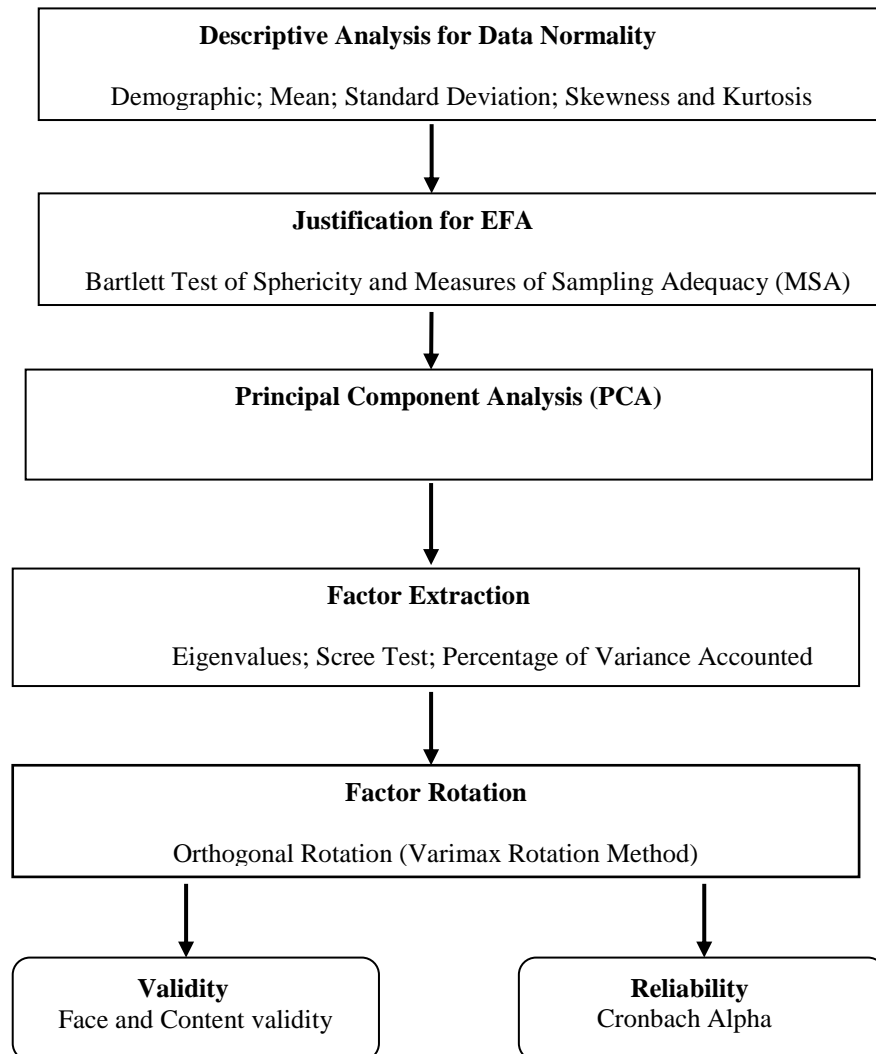 Descriptive Analysis for Data Normality
Demographic; Mean; Standard Deviation; Skewness and Kurtosis
Justification for EFA
Bartlett Test of Sphericity and Measures of Sampling Adequacy (MSA)
Principal Component Analysis (PCA)
Factor Extraction
Eigenvalues; Scree Test; Percentage of Variance Accounted
Factor Rotation
Orthogonal Rotation (Varimax Rotation Method)
Validity
Face and Content validity
Reliability
Cronbach Alpha